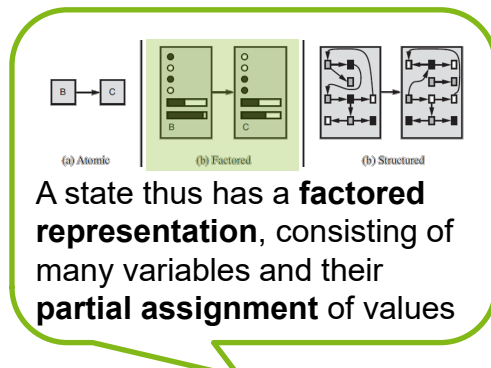 B
C
B
C
(a) Atomic
(b) Factored
(b) Structured
A state thus has a factored
representation, consisting of
many variables and their
partial assignment of values